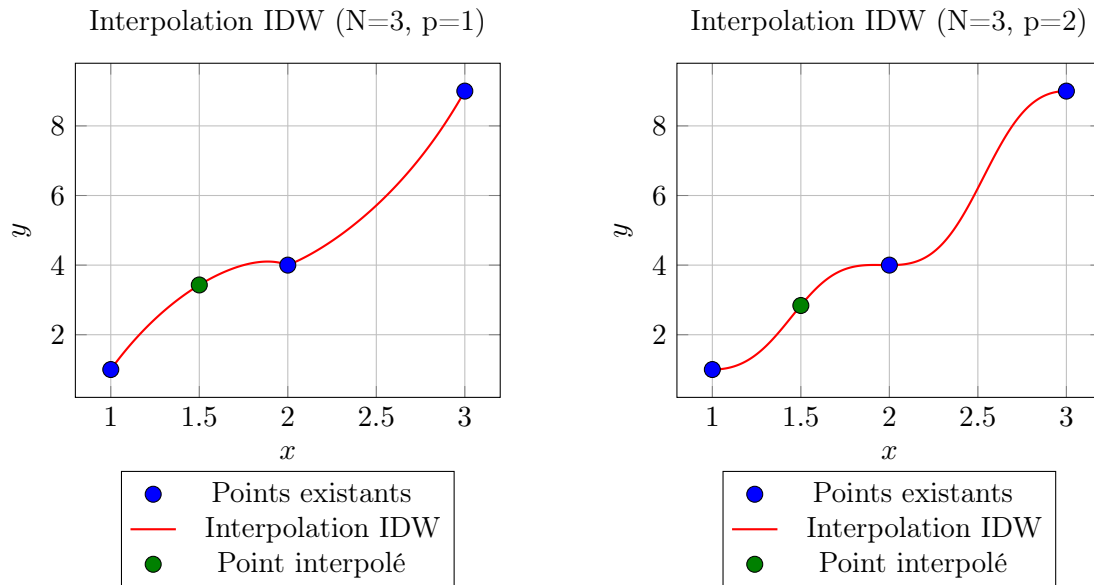 Interpolation IDW (N=3, p=1)
8
6
4
2
y
1 1.5 2 2.5 3
x
Points existants
Interpolation IDW
Point interpolé
Interpolation IDW (N=3, p=2)
8
6
4
2
y
1 1.5 2 2.5 3
x
Points existants
Interpolation IDW
Point interpolé